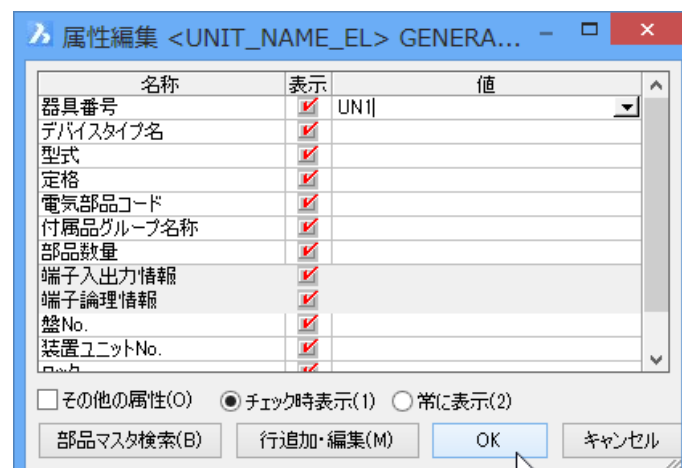 属性編集 <UNIT_NAME_EL> GENERA...
名称 表示 値
器具番号 UN1
デバイスタイプ名
型式
定格
電気部品コード
付属品グループ名称
部品数量
端子入出力情報
端子論理情報
盤No.
装置ユニットNo.
その他の属性(O) チェック時表示(1) 常に表示(2)
部品マスタ検索(B) 行追加・編集(M) OK キャンセル